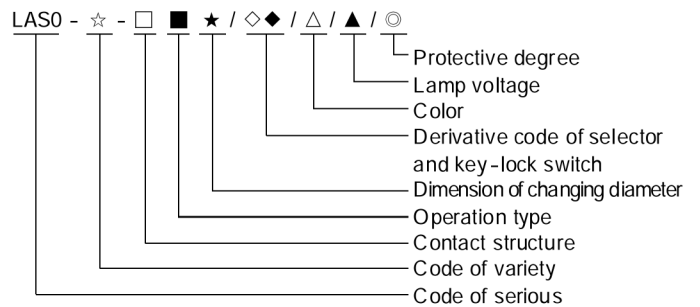 LAS0 - ☆ - □ ■ ★ / ◇◆ / △ / ▲ / ◎
Protective degree
Lamp voltage
Color
Derivative code of selector
and key-lock switch
Dimension of changing diameter
Operation type
Contact structure
Code of variety
Code of serious